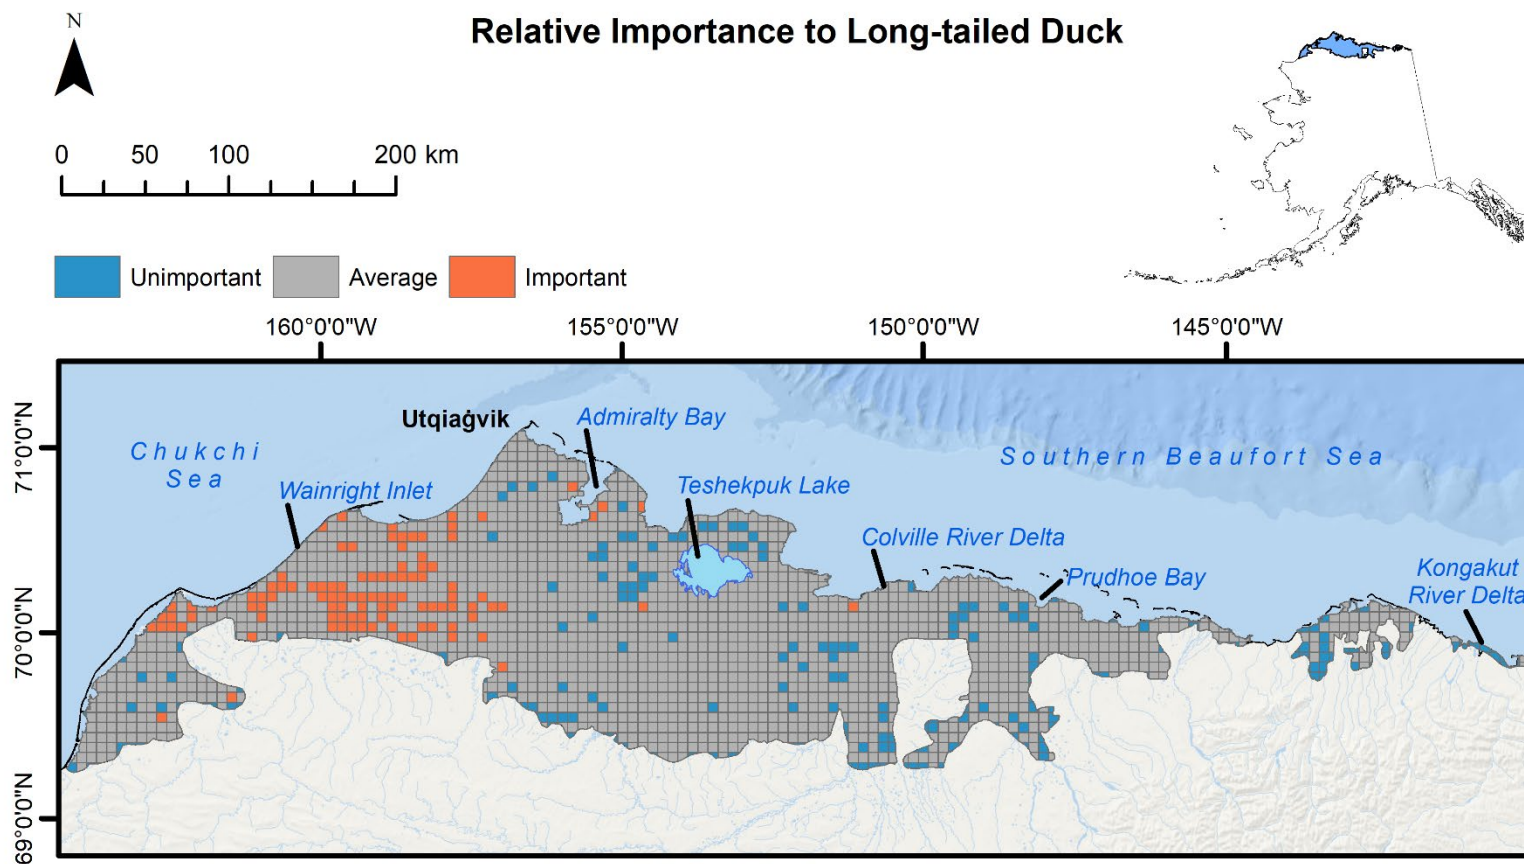 Relative Importance to Long-tailed Duck
N
0 50 100 200 km
Unimportant Average Important
160°0'0"W 155°0'0"W 150°0'0"W 145°0'0"W
71°0'0"N
70°0'0"N
69°0'0"N
Utqiaġvik
Admiralty Bay
Chukchi
Sea
Southern Beaufort Sea
Wainright Inlet
Teshekpuk Lake
Colville River Delta
Prudhoe Bay
Kongakut
River Delta